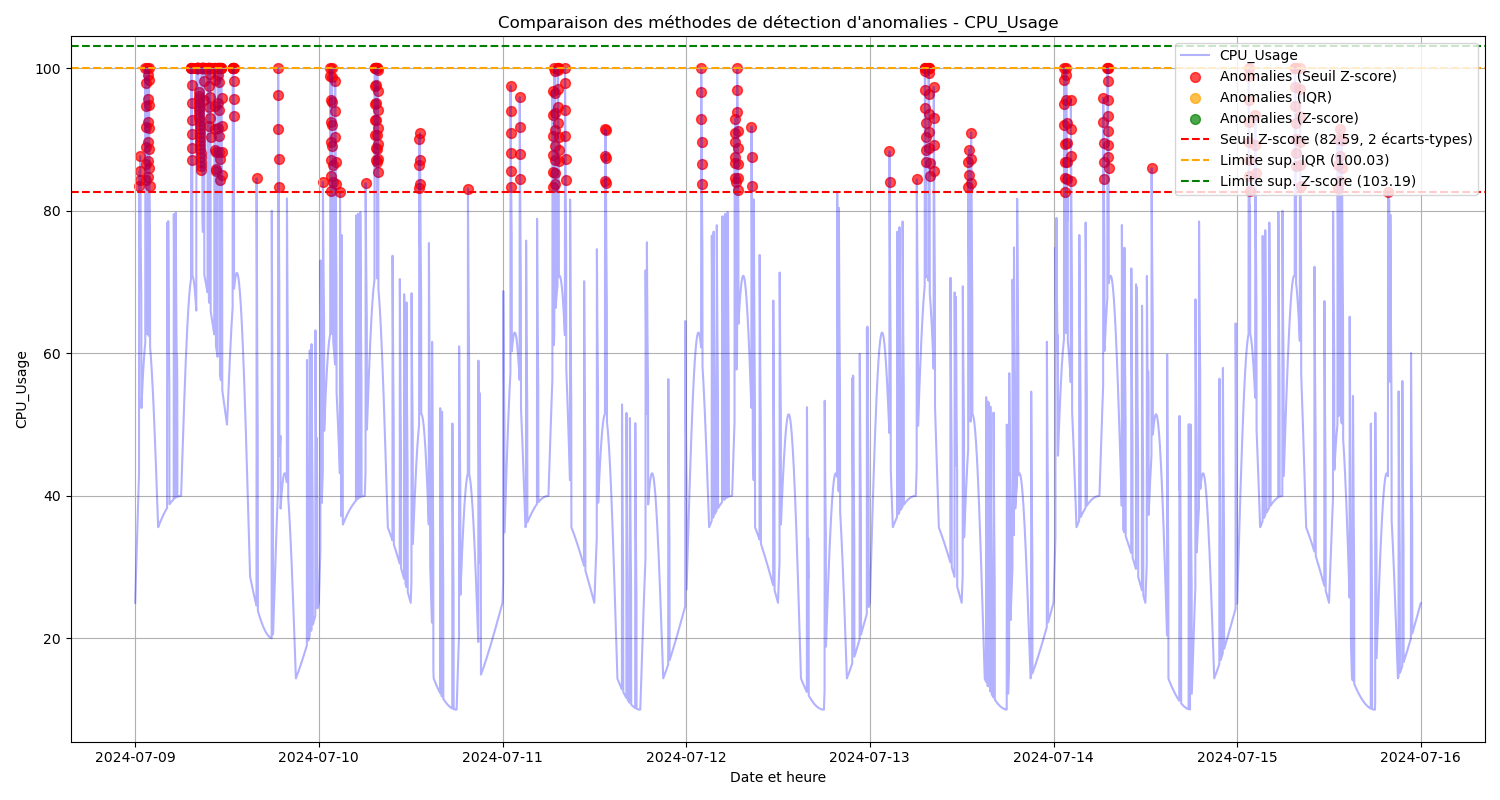 Comparaison des méthodes de détection d'anomalies - CPU_Usage
CPU_Usage
100
80
60
40
20
CPU_Usage
Anomalies (Seuil Z-score)
Anomalies (IQR)
Anomalies (Z-score)
Seuil Z-score (82.59, 2 écarts-types)
Limite sup. IQR (100.03)
Limite sup. Z-score (103.19)
2024-07-09
2024-07-10
2024-07-11
2024-07-12
2024-07-13
2024-07-14
2024-07-15
2024-07-16
Date et heure